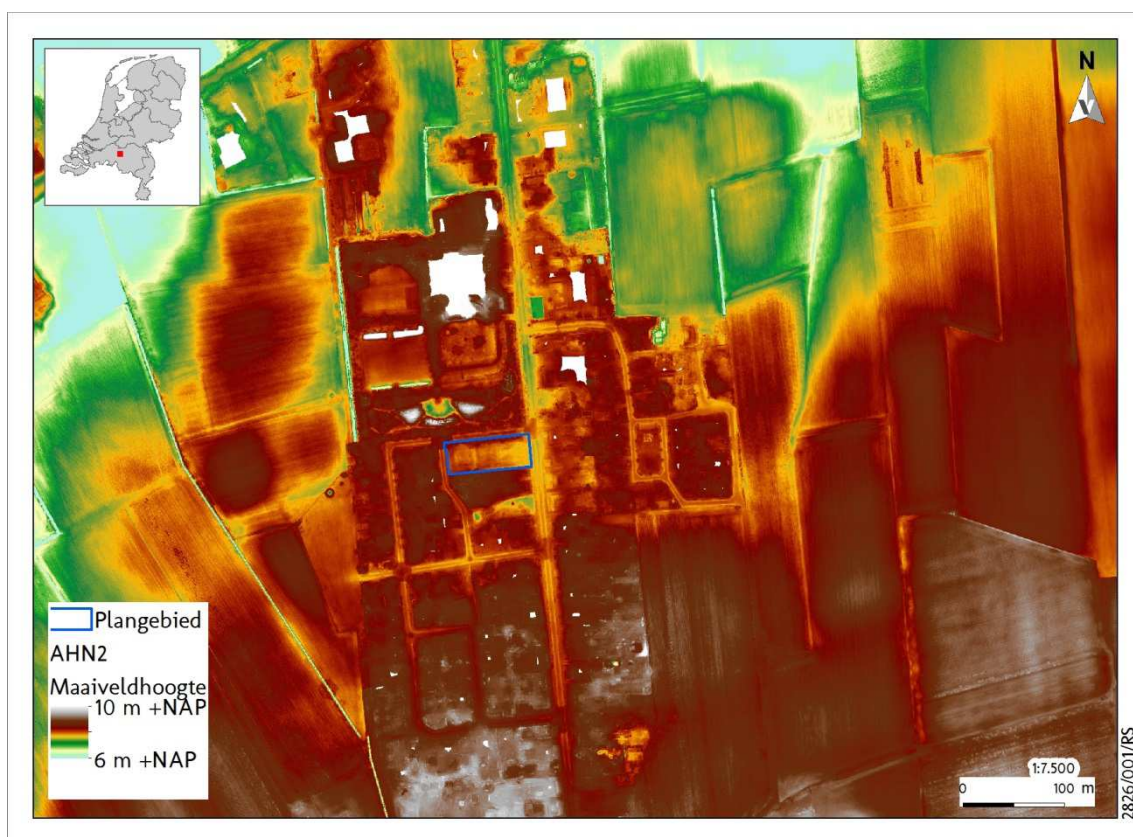 N
Plangebied
AHN2
Maaiveldhoogte
10 m +NAP
6 m +NAP
1:7.500
0 100 m
2826/001/RS